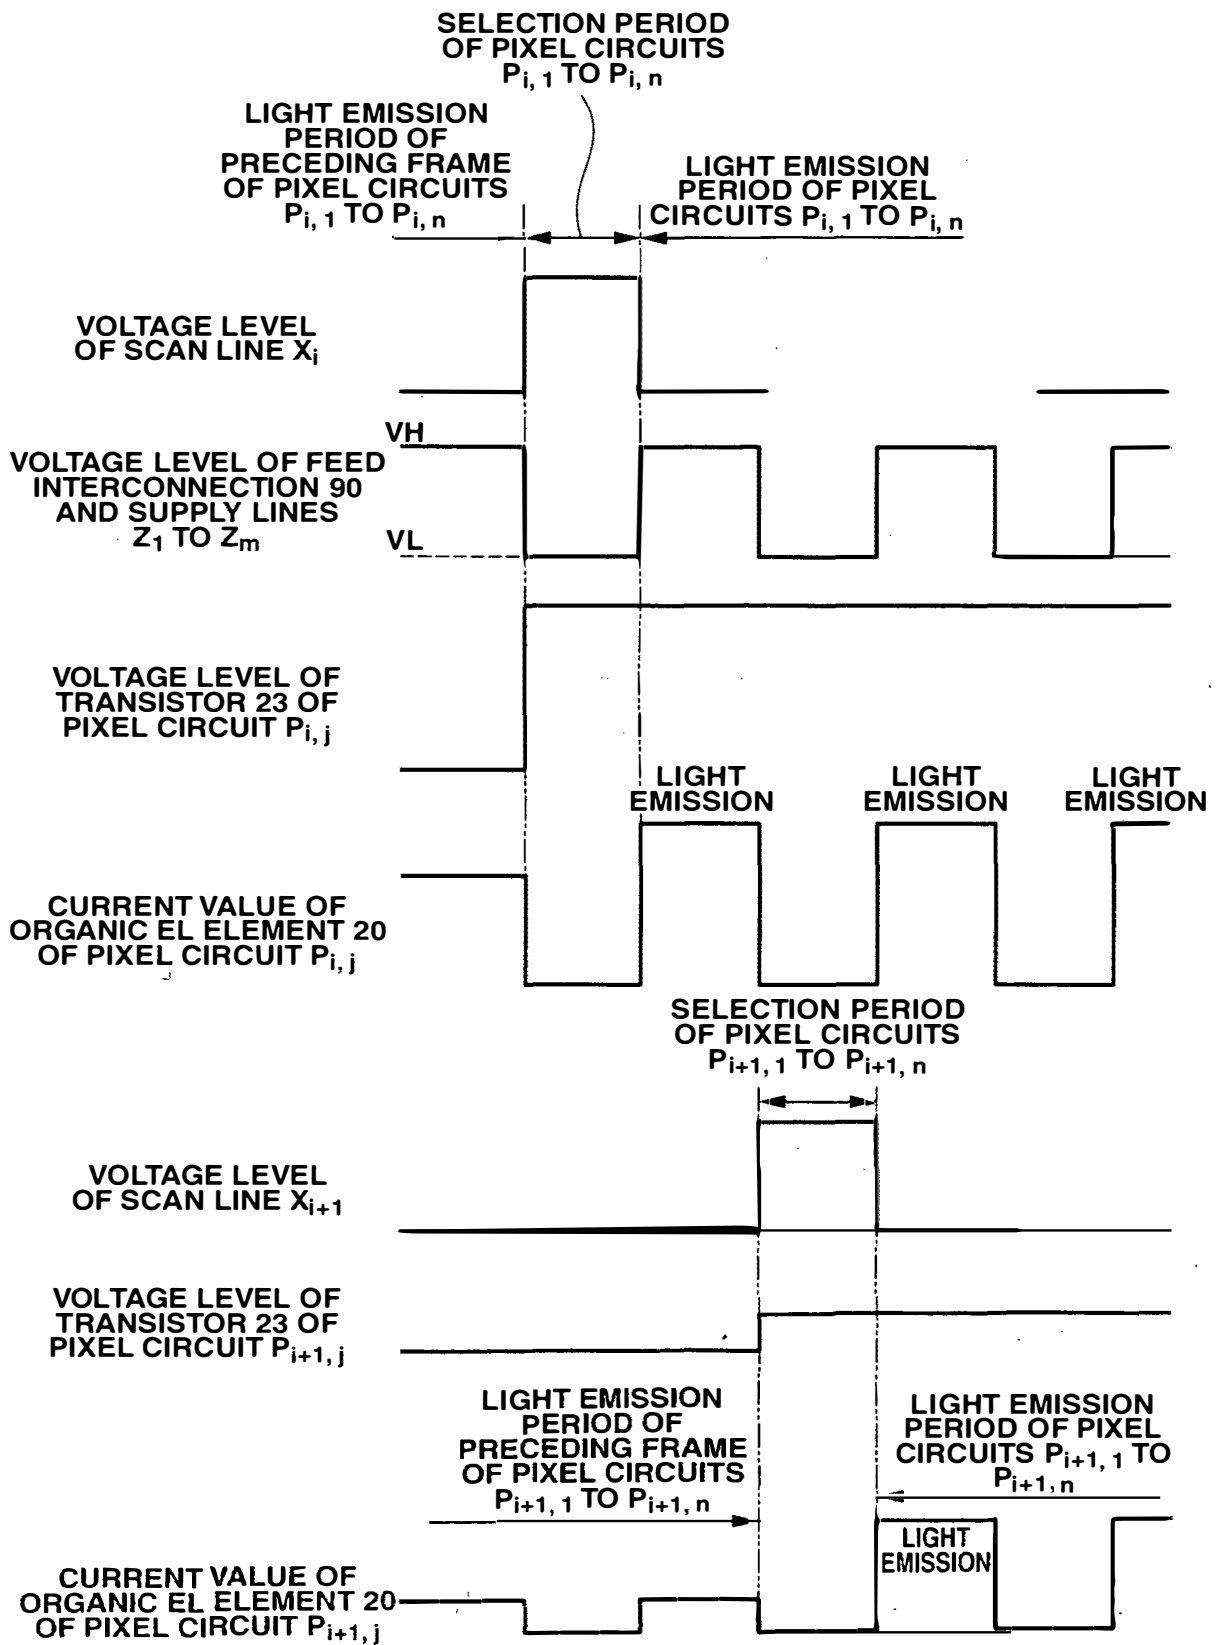 SELECTION PERIOD
OF PIXEL CIRCUITS
Pi, 1 TO Pi, n
LIGHT EMISSION
PERIOD OF
PRECEDING FRAME
OF PIXEL CIRCUITS
Pi, 1 TO Pi, n
LIGHT EMISSION
PERIOD OF PIXEL
CIRCUITS Pi, 1 TO Pi, n
VOLTAGE LEVEL
OF SCAN LINE Xi
VH
VOLTAGE LEVEL OF FEED
INTERCONNECTION 90
AND SUPPLY LINES
Z1 TO Zm
VL
VOLTAGE LEVEL OF
TRANSISTOR 23 OF
PIXEL CIRCUIT Pi, j
LIGHT
EMISSION
LIGHT
EMISSION
LIGHT
EMISSION
CURRENT VALUE OF
ORGANIC EL ELEMENT 20
OF PIXEL CIRCUIT Pi, j
SELECTION PERIOD
OF PIXEL CIRCUITS
Pi+1, 1 TO Pi+1, n
VOLTAGE LEVEL
OF SCAN LINE Xi+1
VOLTAGE LEVEL OF
TRANSISTOR 23 OF
PIXEL CIRCUIT Pi+1, j
LIGHT EMISSION
PERIOD OF
PRECEDING FRAME
OF PIXEL CIRCUITS
Pi+1, 1 TO Pi+1, n
LIGHT EMISSION
PERIOD OF PIXEL
CIRCUITS Pi+1, 1 TO
Pi+1, n
LIGHT
EMISSION
CURRENT VALUE OF
ORGANIC EL ELEMENT 20
OF PIXEL CIRCUIT Pi+1, j